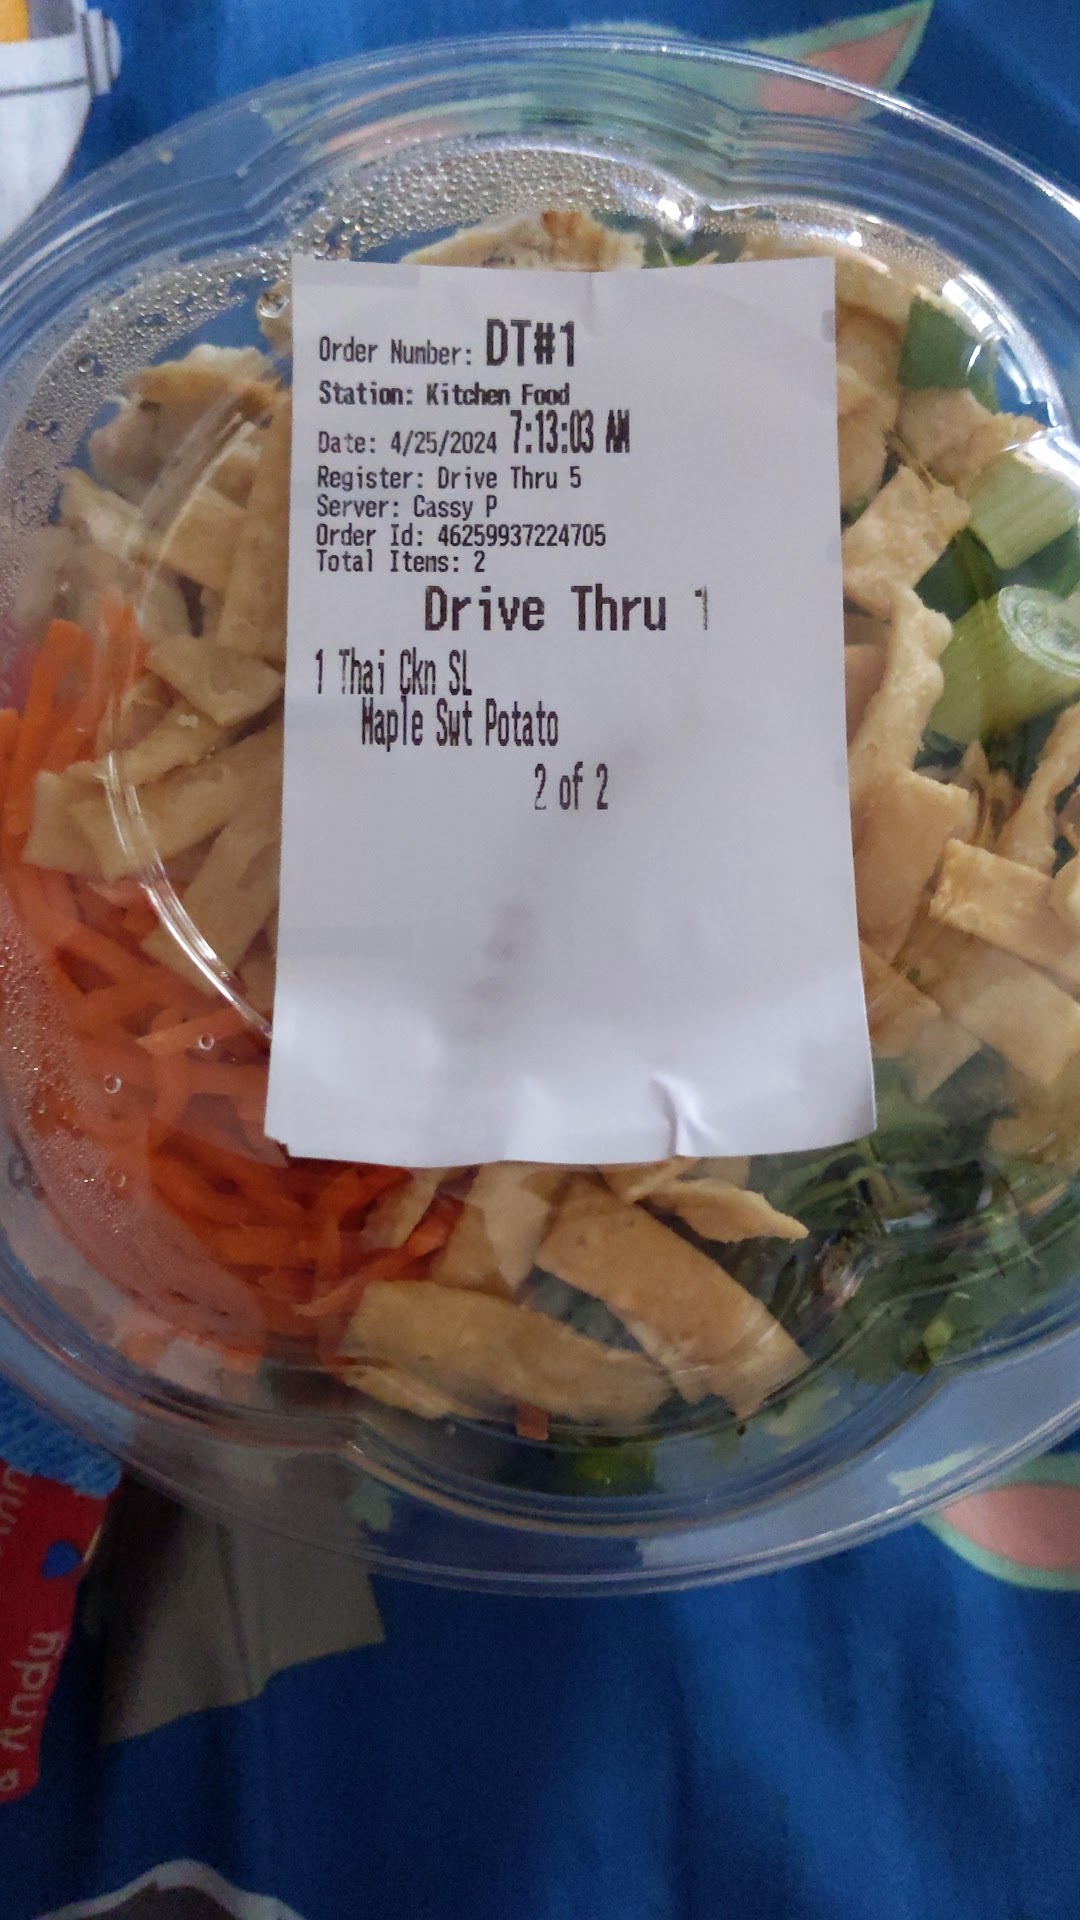 Order Number: DT#1
Station: Kitchen Food
Date: 4/25/2024 7:13:03 AM
Register: Drive Thru 5
Server: Cassy P
Order Id: 46259937224705
Total Items: 2
Drive Thru 1
1 Thai Ckn SL
Maple Swt Potato
2 of 2
& Andy